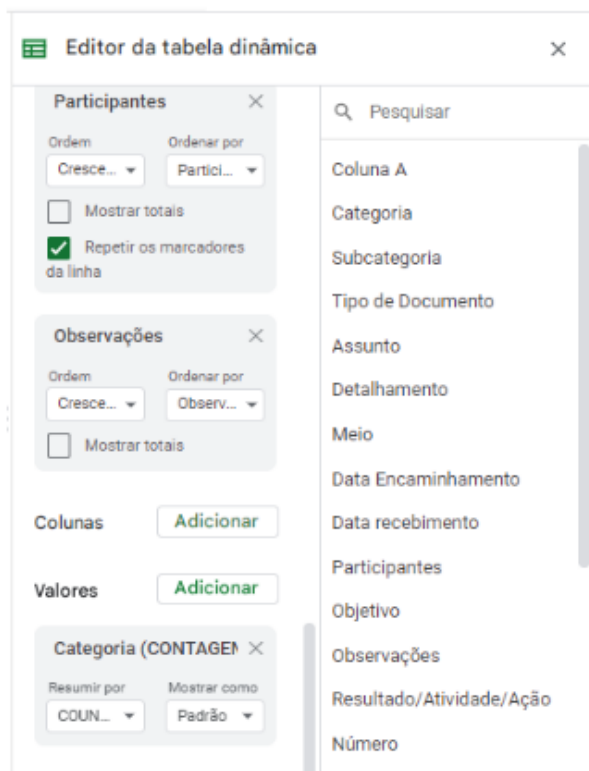 Editor da tabela dinâmica
Participantes
Ordem Ordenar por
Cresce... Partici...
Mostrar totais
Repetir os marcadores
da linha
Observações
Ordem Ordenar por
Cresce... Observ...
Mostrar totais
Colunas Adicionar
Valores Adicionar
Categoria (CONTAGEN
Resumir por Mostrar como
COUN... Padrão
Pesquisar
Coluna A
Categoria
Subcategoria
Tipo de Documento
Assunto
Detalhamento
Meio
Data Encaminhamento
Data recebimento
Participantes
Objetivo
Observações
Resultado/Atividade/Ação
Número